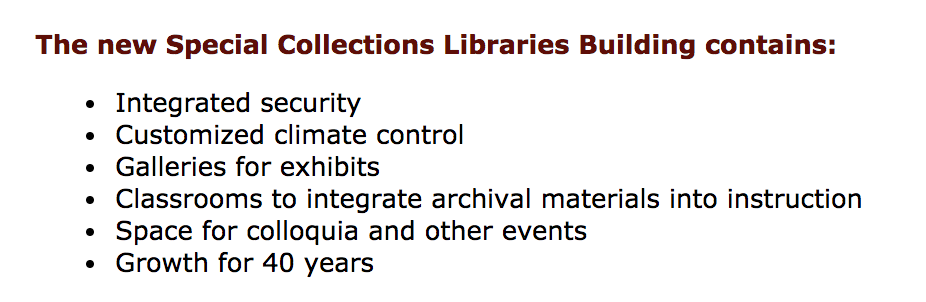 The new Special Collections Libraries Building contains:
• Integrated security
• Customized climate control
• Galleries for exhibits
• Classrooms to integrate archival materials into instruction
• Space for colloquia and other events
• Growth for 40 years